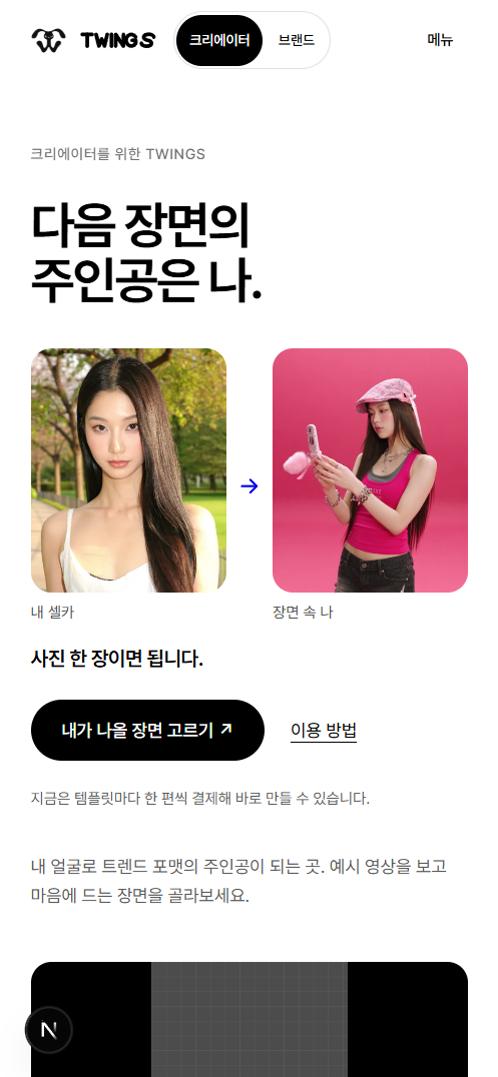 TWINGS
크리에이터
브랜드
메뉴
크리에이터를 위한 TWINGS
다음 장면의
주인공은 나.
내 셀카
장면 속 나
사진 한 장이면 됩니다.
내가 나올 장면 고르기 ↗
이용 방법
지금은 템플릿마다 한 편씩 결제해 바로 만들 수 있습니다.
내 얼굴로 트렌드 포맷의 주인공이 되는 곳. 예시 영상을 보고
마음에 드는 장면을 골라보세요.
N